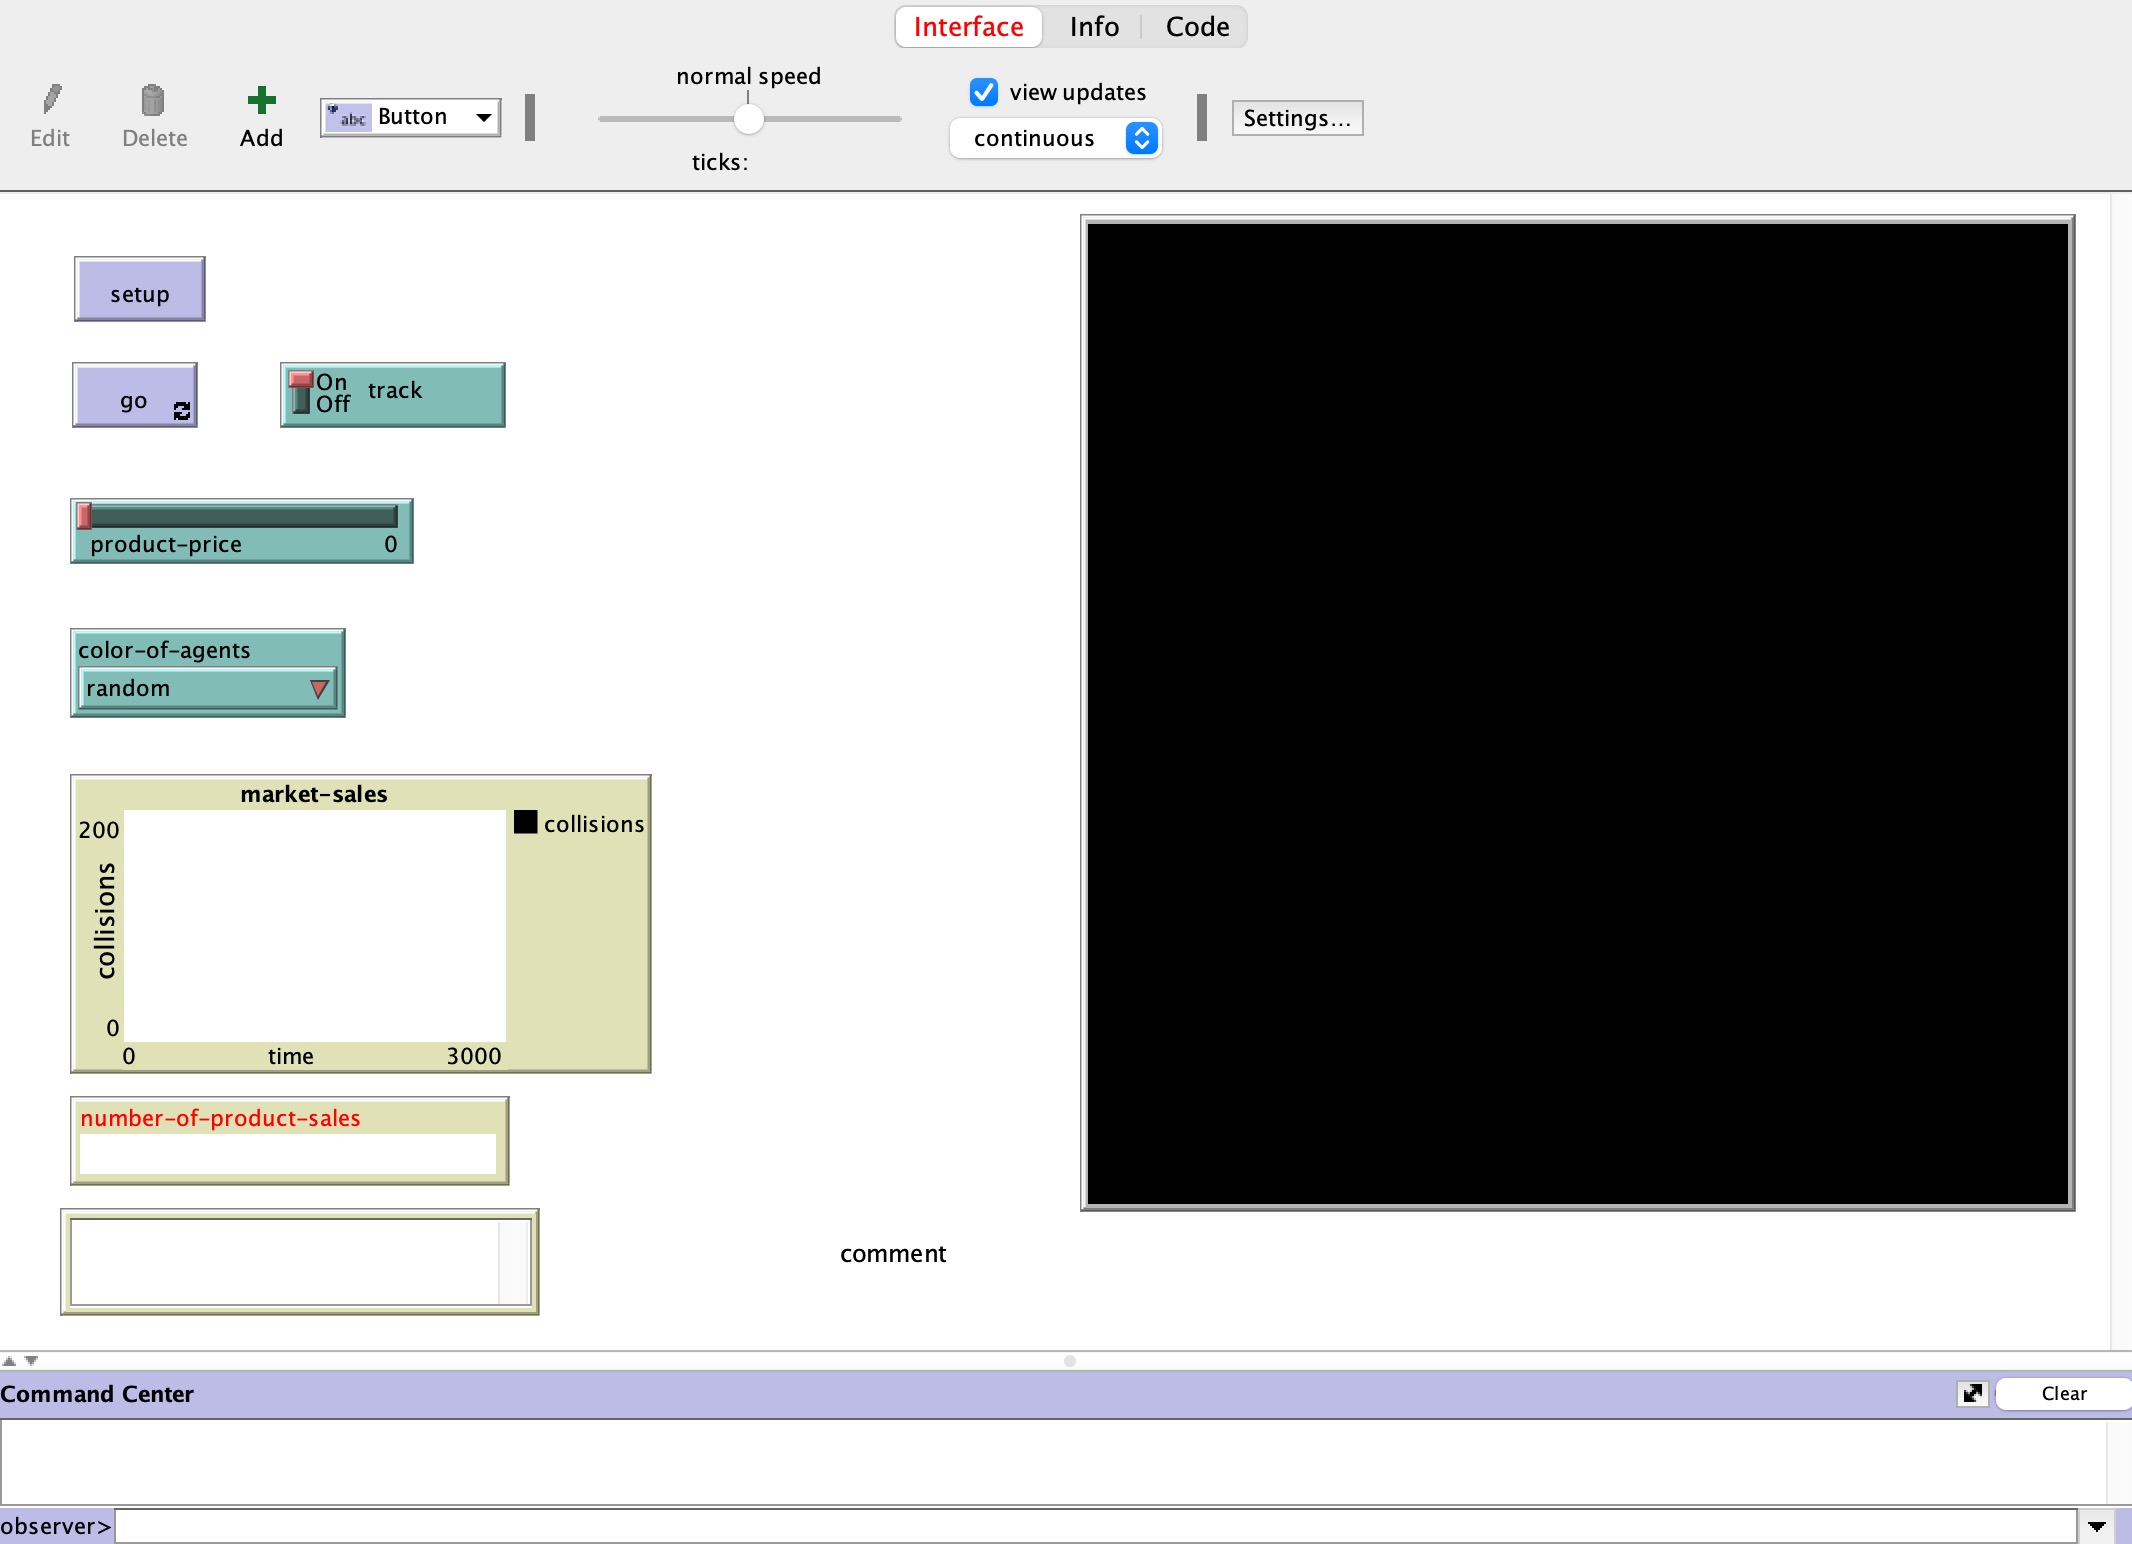 Interface Info Code
normal speed
view updates
Edit Delete Add abc Button
continuous
Settings...
ticks:
setup
go
On
Off
track
product-price 0
color-of-agents
random
market-sales
200
collisions
collisions
0
0 time 3000
number-of-product-sales
comment
Command Center
Clear
observer>